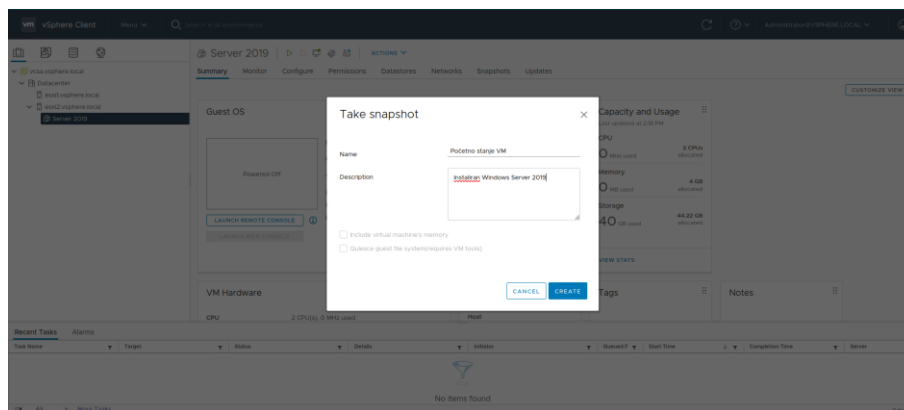 vm vSphere Client Menu Search in all environments Administrator@VSPHERE.LOCAL
Server 2019 ACTIONS
Summary Monitor Configure Permissions Datastores Networks Snapshots Updates
vcsa.vsphere.local
Datacenter
esxi1.vsphere.local
esxi2.vsphere.local
Server 2019
CUSTOMIZE VIEW
Guest OS
Powered Off
LAUNCH REMOTE CONSOLE
LAUNCH WEB CONSOLE
Take snapshot
Name Početno stanje VM
Description Instaliran Windows Server 2019
Include virtual machine's memory
Quiesce guest file system(requires VM tools)
CANCEL CREATE
Capacity and Usage
Last updated at 2:18 PM
CPU
0 MHz used 2 CPUs allocated
Memory
0 MB used 4 GB allocated
Storage
40 GB used 44.22 GB allocated
VIEW STATS
VM Hardware
CPU 2 CPU(s), 0 MHz used
Host
Tags
Notes
Recent Tasks Alarms
Task Name Target Status Details Initiator Queued F Start Time Completion Time Server
No items found
All More Tasks